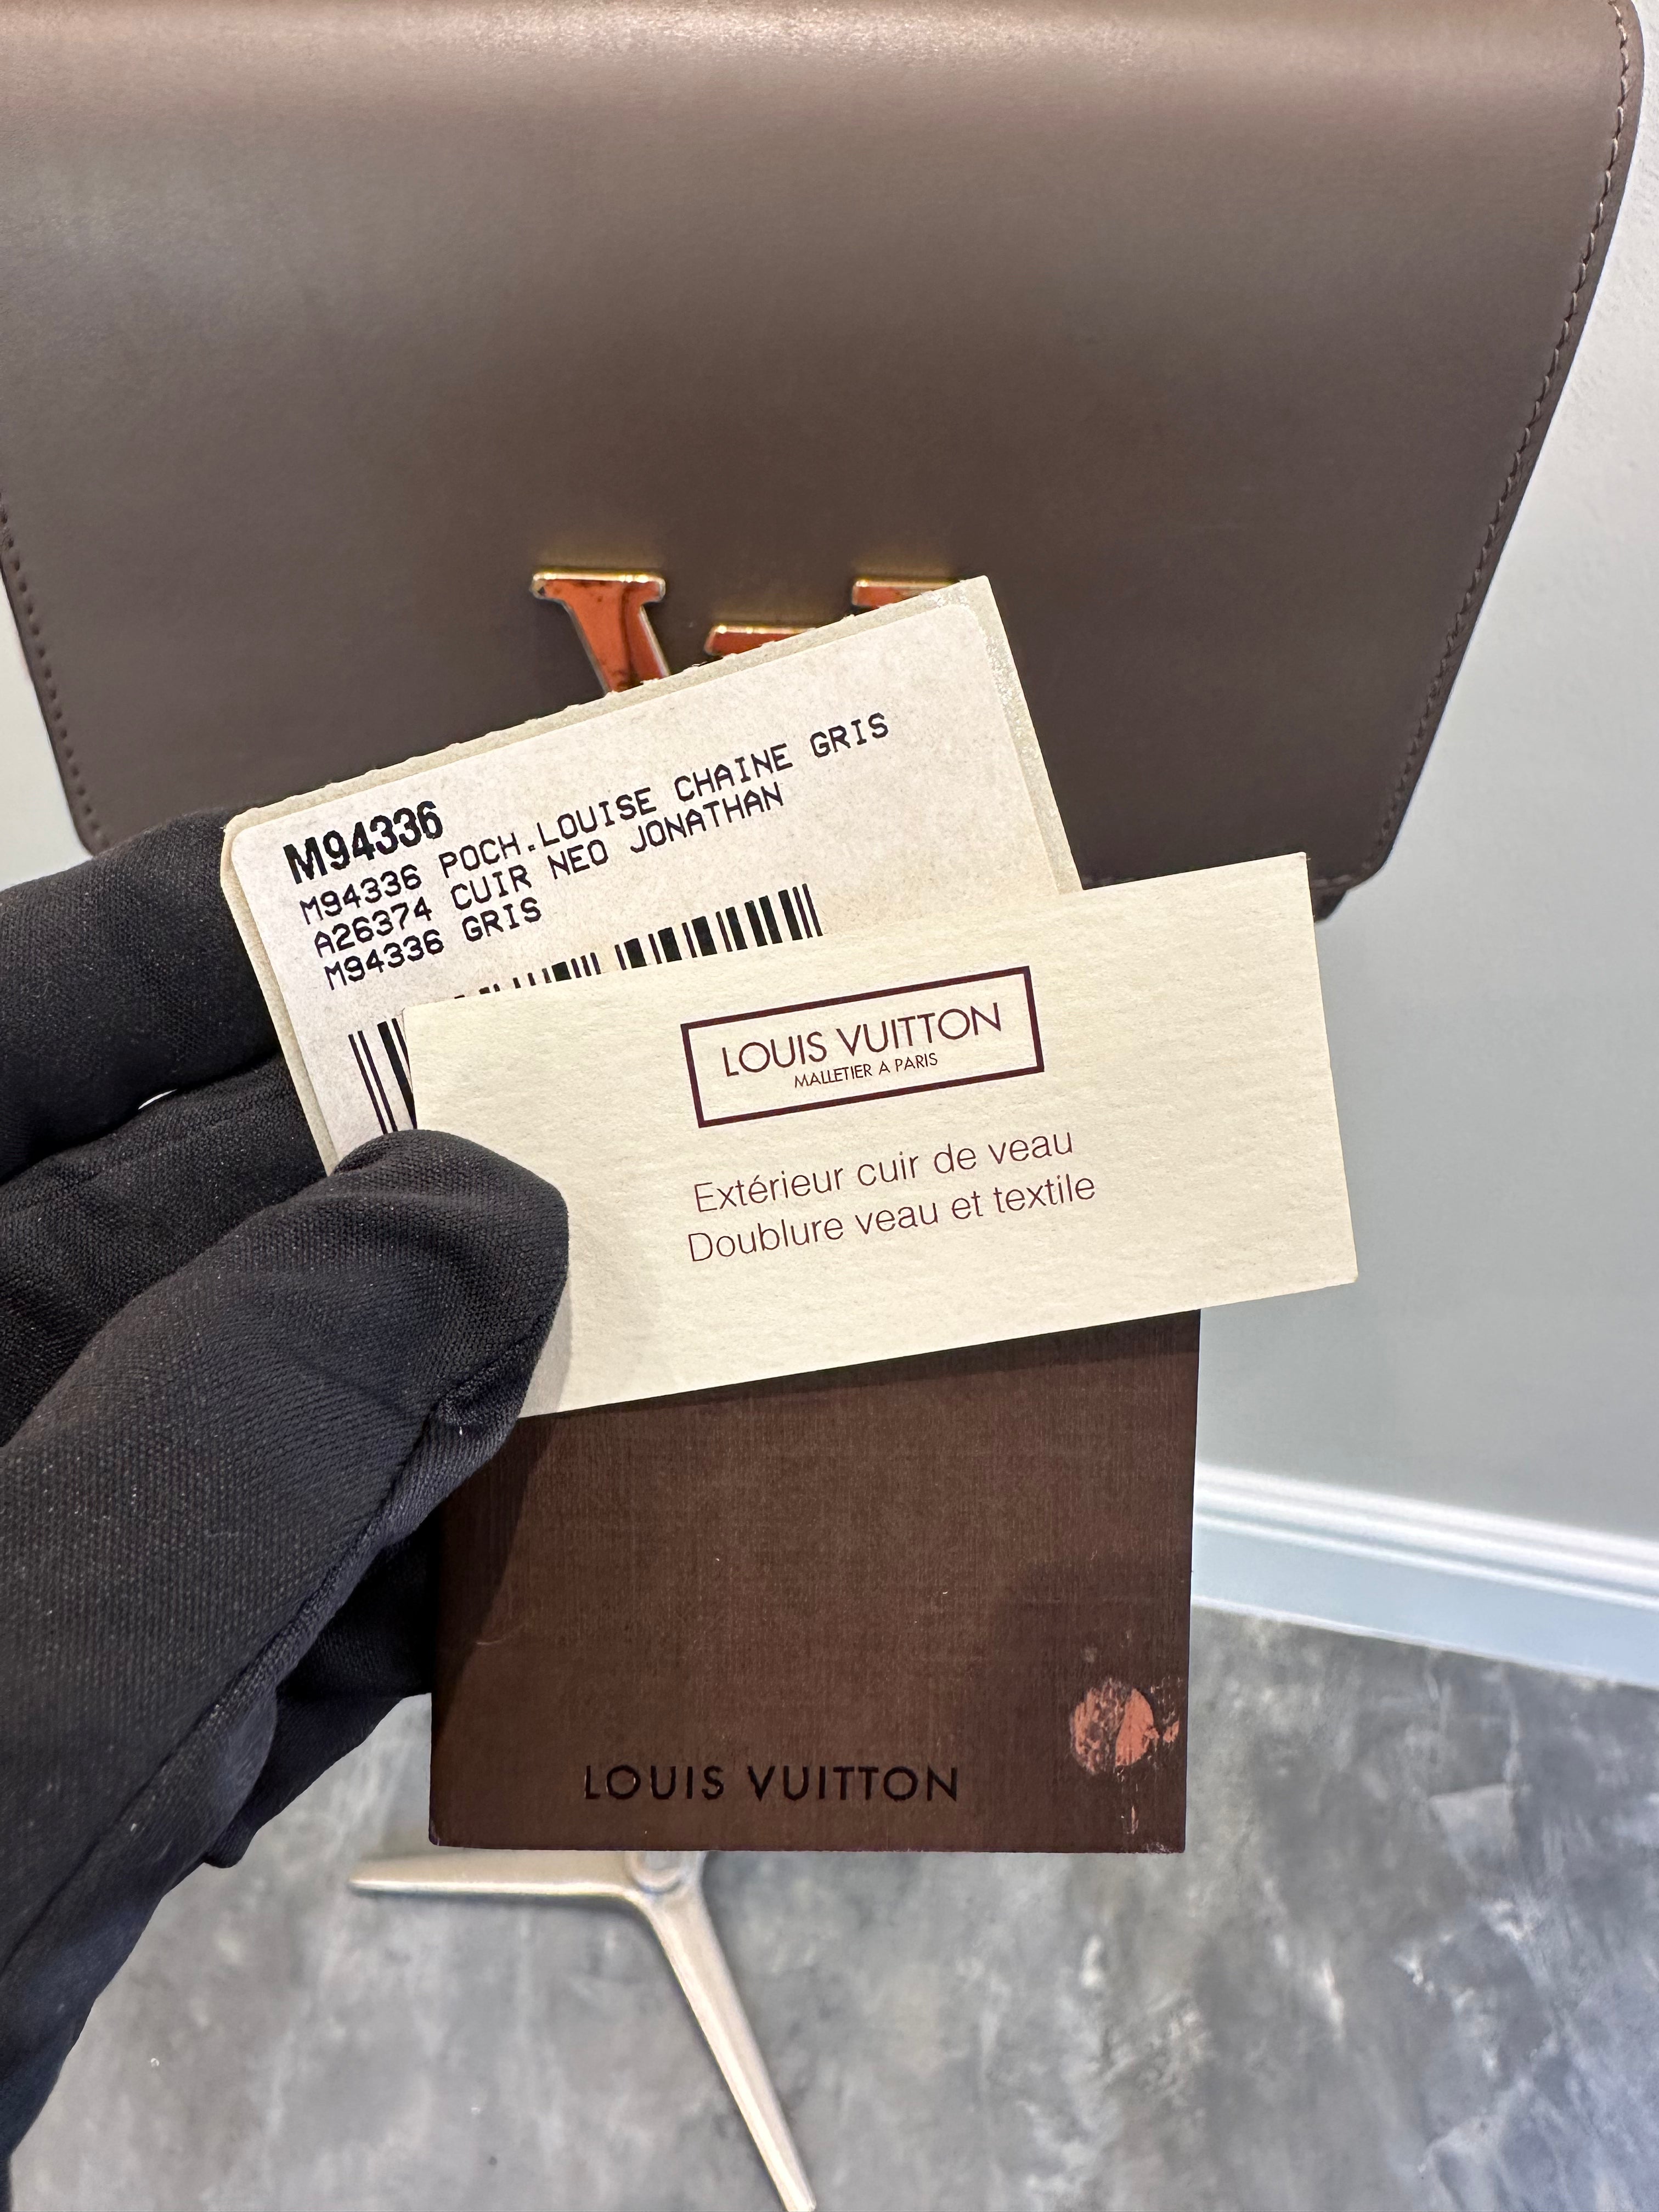 M94336
M94336 POCH.LOUISE CHAINE GRIS
A26374 CUIR NEO JONATHAN
M94336 GRIS
LOUIS VUITTON
MALLETIER A PARIS
Extérieur cuir de veau
Doublure veau et textile
LOUIS VUITTON